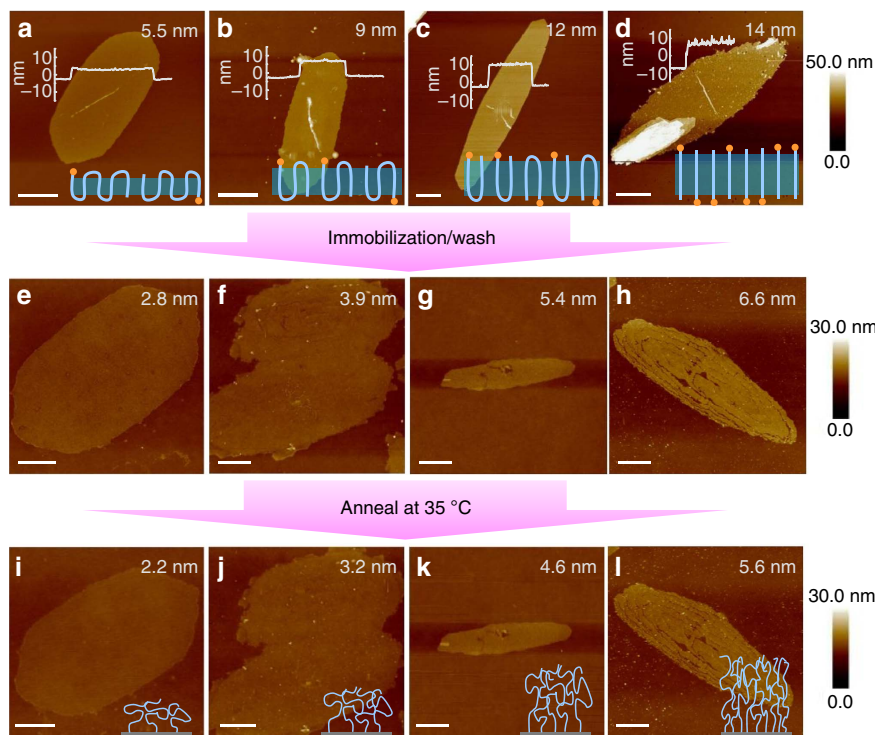 a 5.5 nm b 9 nm c 12 nm d 14 nm
10 0 −10 nm
10 0 −10
10 0 −10
10 0 −10
50.0 nm
0.0
Immobilization/wash
e 2.8 nm f 3.9 nm g 5.4 nm h 6.6 nm
30.0 nm
0.0
Anneal at 35 °C
i 2.2 nm j 3.2 nm k 4.6 nm l 5.6 nm
30.0 nm
0.0